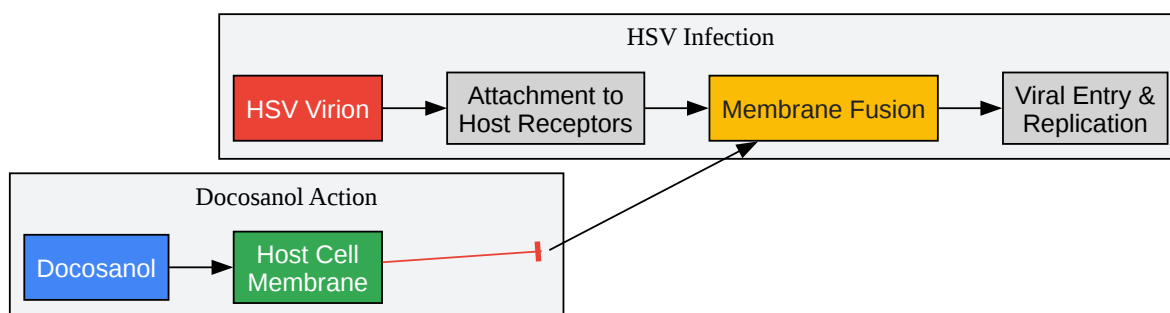 HSV Infection
HSV Virion
Attachment to
Host Receptors
Membrane Fusion
Viral Entry &
Replication
Docosanol Action
Docosanol
Host Cell
Membrane